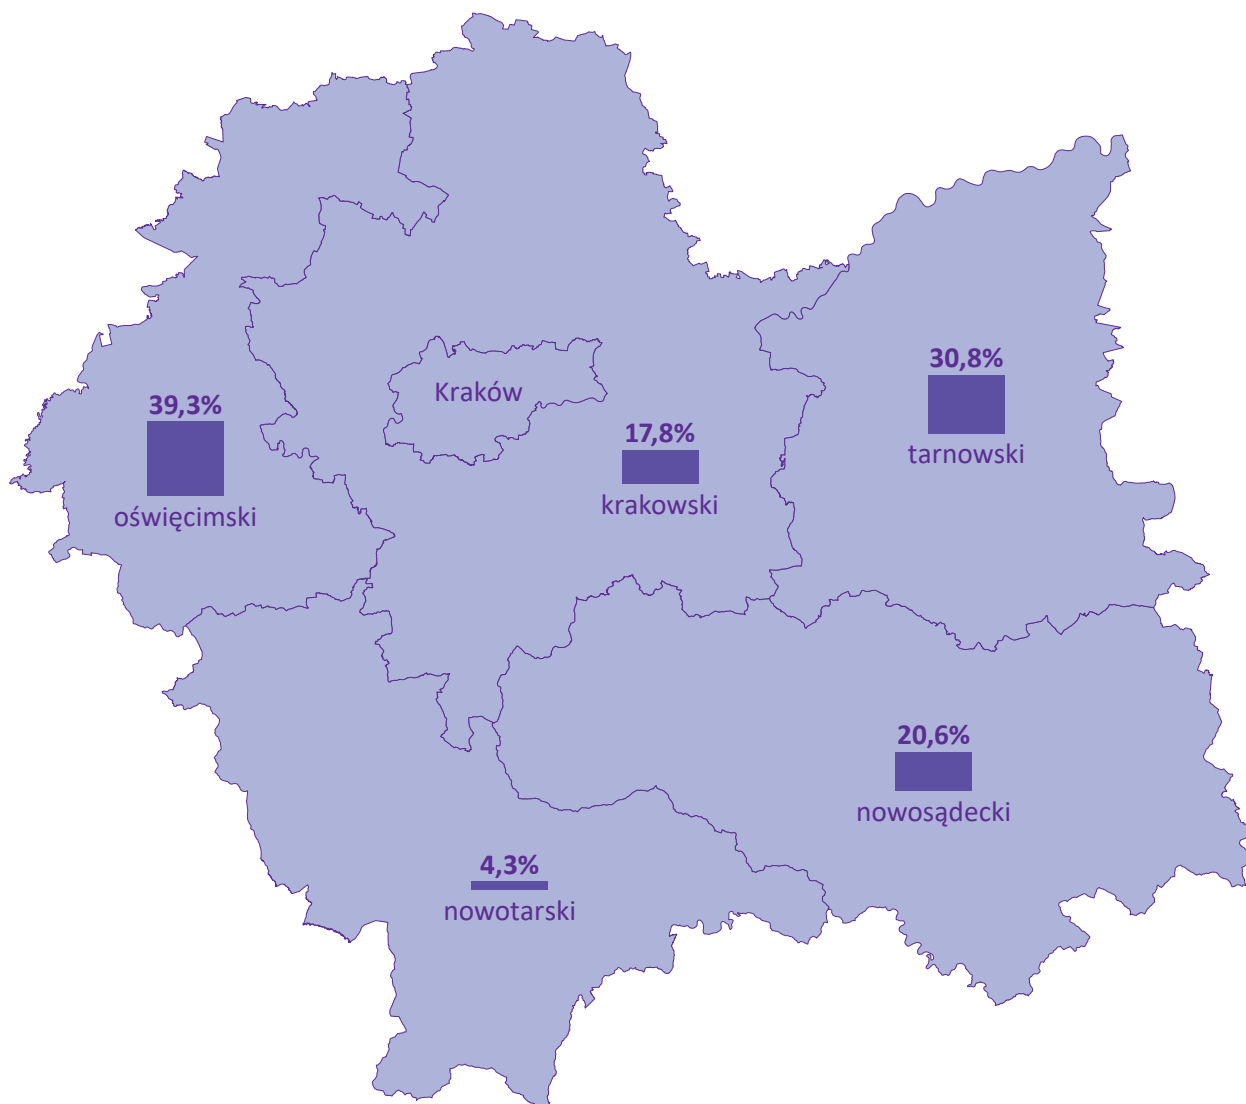 30,8%
tarnowski
Kraków
39,3%
oświęcimski
17,8%
krakowski
20,6%
nowosądecki
4,3%
nowotarski